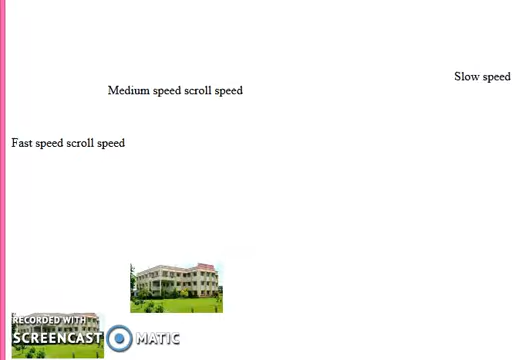 Slow speed
Medium speed scroll speed
Fast speed scroll speed
RECORDED WITH
SCREENCAST MATIC